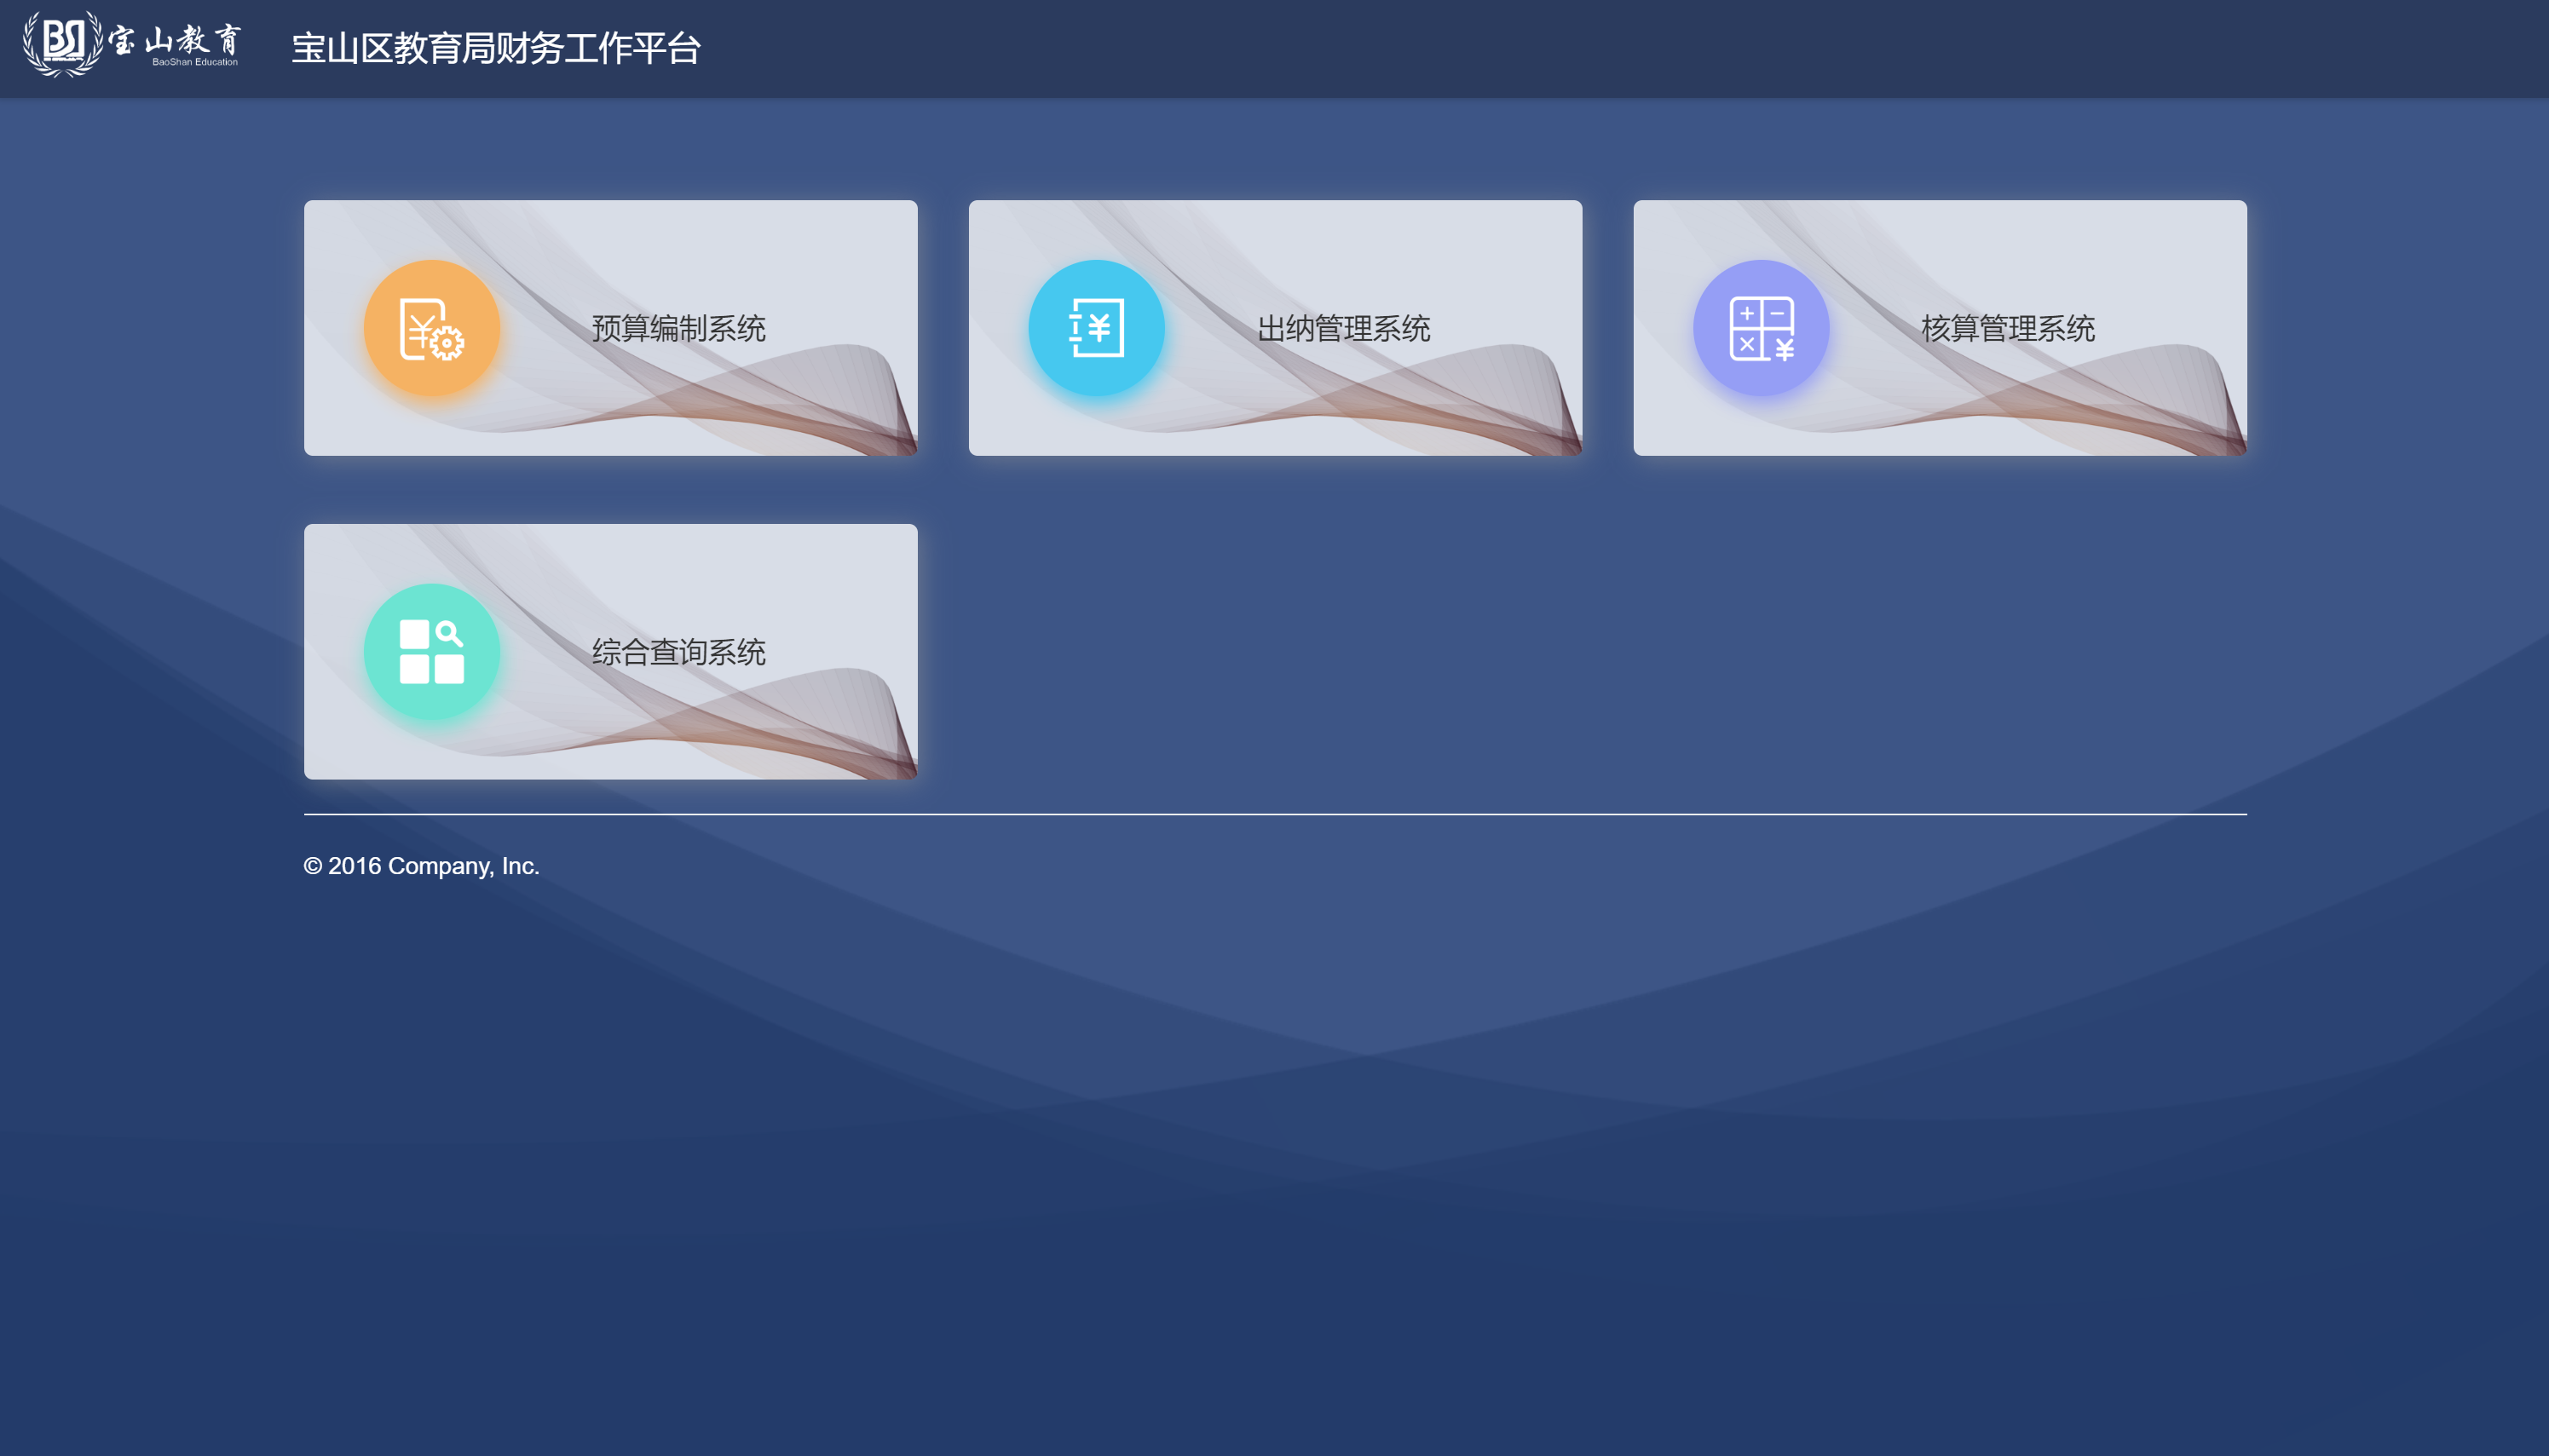 宝山教育
BaoShan Education
宝山区教育局财务工作平台
预算编制系统
出纳管理系统
核算管理系统
综合查询系统
© 2016 Company, Inc.